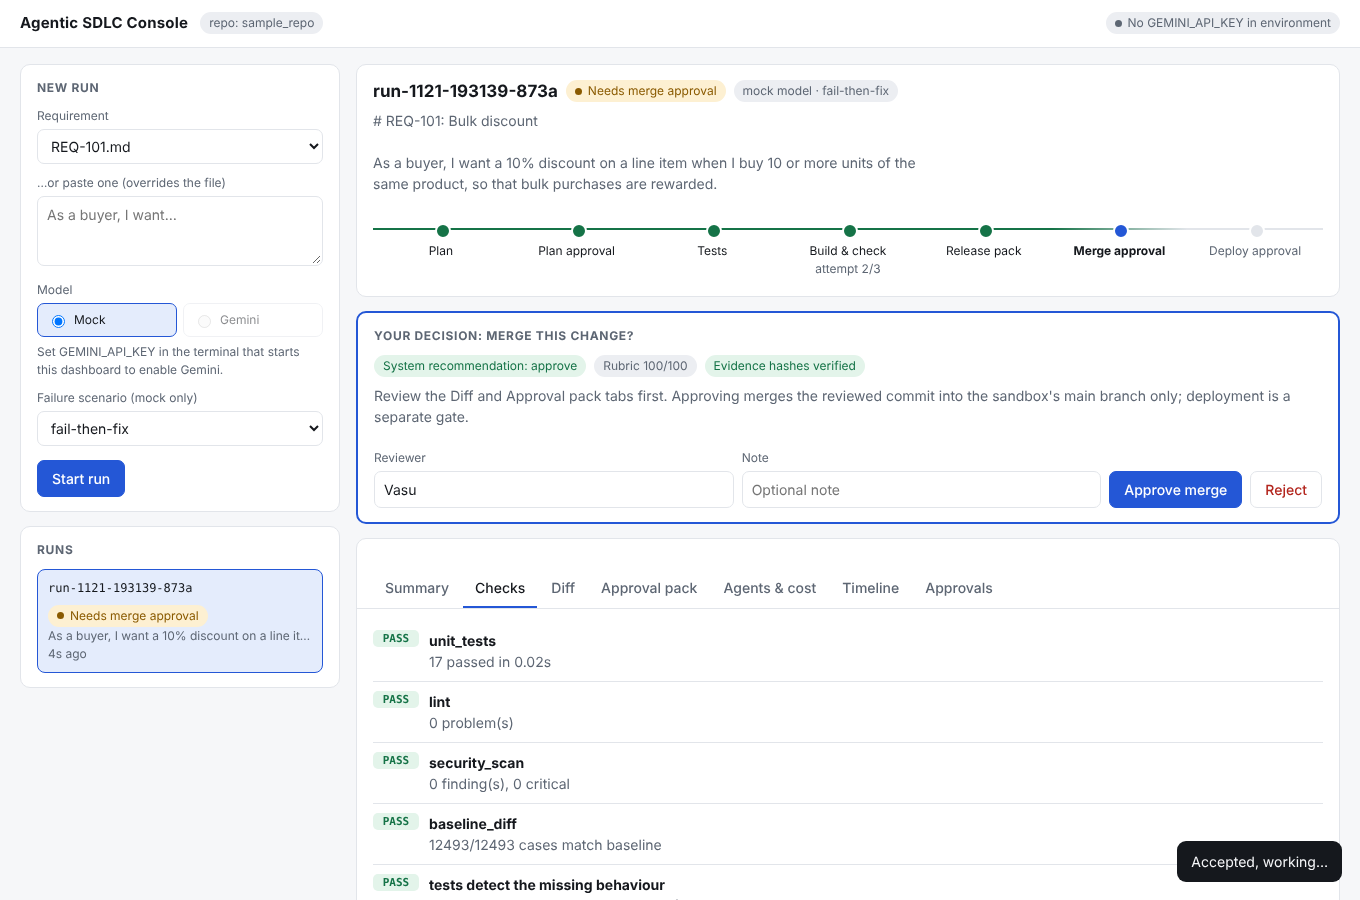 Agentic SDLC Console
repo: sample_repo
No GEMINI_API_KEY in environment
NEW RUN
Requirement
REQ-101.md
...or paste one (overrides the file)
As a buyer, I want...
Model
Mock
Gemini
Set GEMINI_API_KEY in the terminal that starts
this dashboard to enable Gemini.
Failure scenario (mock only)
fail-then-fix
Start run
RUNS
run-1121-193139-873a
Needs merge approval
As a buyer, I want a 10% discount on a line it...
4s ago
run-1121-193139-873a
Needs merge approval
mock model · fail-then-fix
# REQ-101: Bulk discount
As a buyer, I want a 10% discount on a line item when I buy 10 or more units of the
same product, so that bulk purchases are rewarded.
Plan
Plan approval
Tests
Build & check
attempt 2/3
Release pack
Merge approval
Deploy approval
YOUR DECISION: MERGE THIS CHANGE?
System recommendation: approve
Rubric 100/100
Evidence hashes verified
Review the Diff and Approval pack tabs first. Approving merges the reviewed commit into the sandbox's main branch only; deployment is a
separate gate.
Reviewer
Note
Vasu
Optional note
Approve merge
Reject
Summary
Checks
Diff
Approval pack
Agents & cost
Timeline
Approvals
PASS
unit_tests
17 passed in 0.02s
PASS
lint
0 problem(s)
PASS
security_scan
0 finding(s), 0 critical
PASS
baseline_diff
12493/12493 cases match baseline
PASS
tests detect the missing behaviour
Accepted, working...